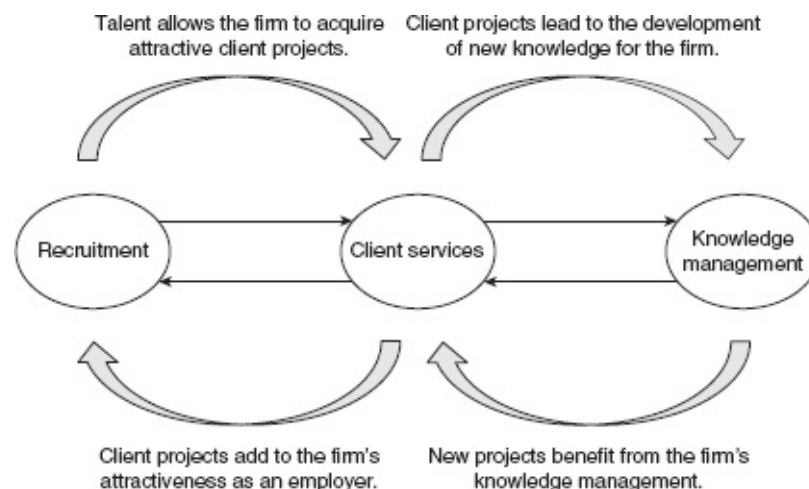 Talent allows the firm to acquire
attractive client projects.
Client projects lead to the development
of new knowledge for the firm.
Recruitment
Client services
Knowledge
management
Client projects add to the firm's
attractiveness as an employer.
New projects benefit from the firm's
knowledge management.